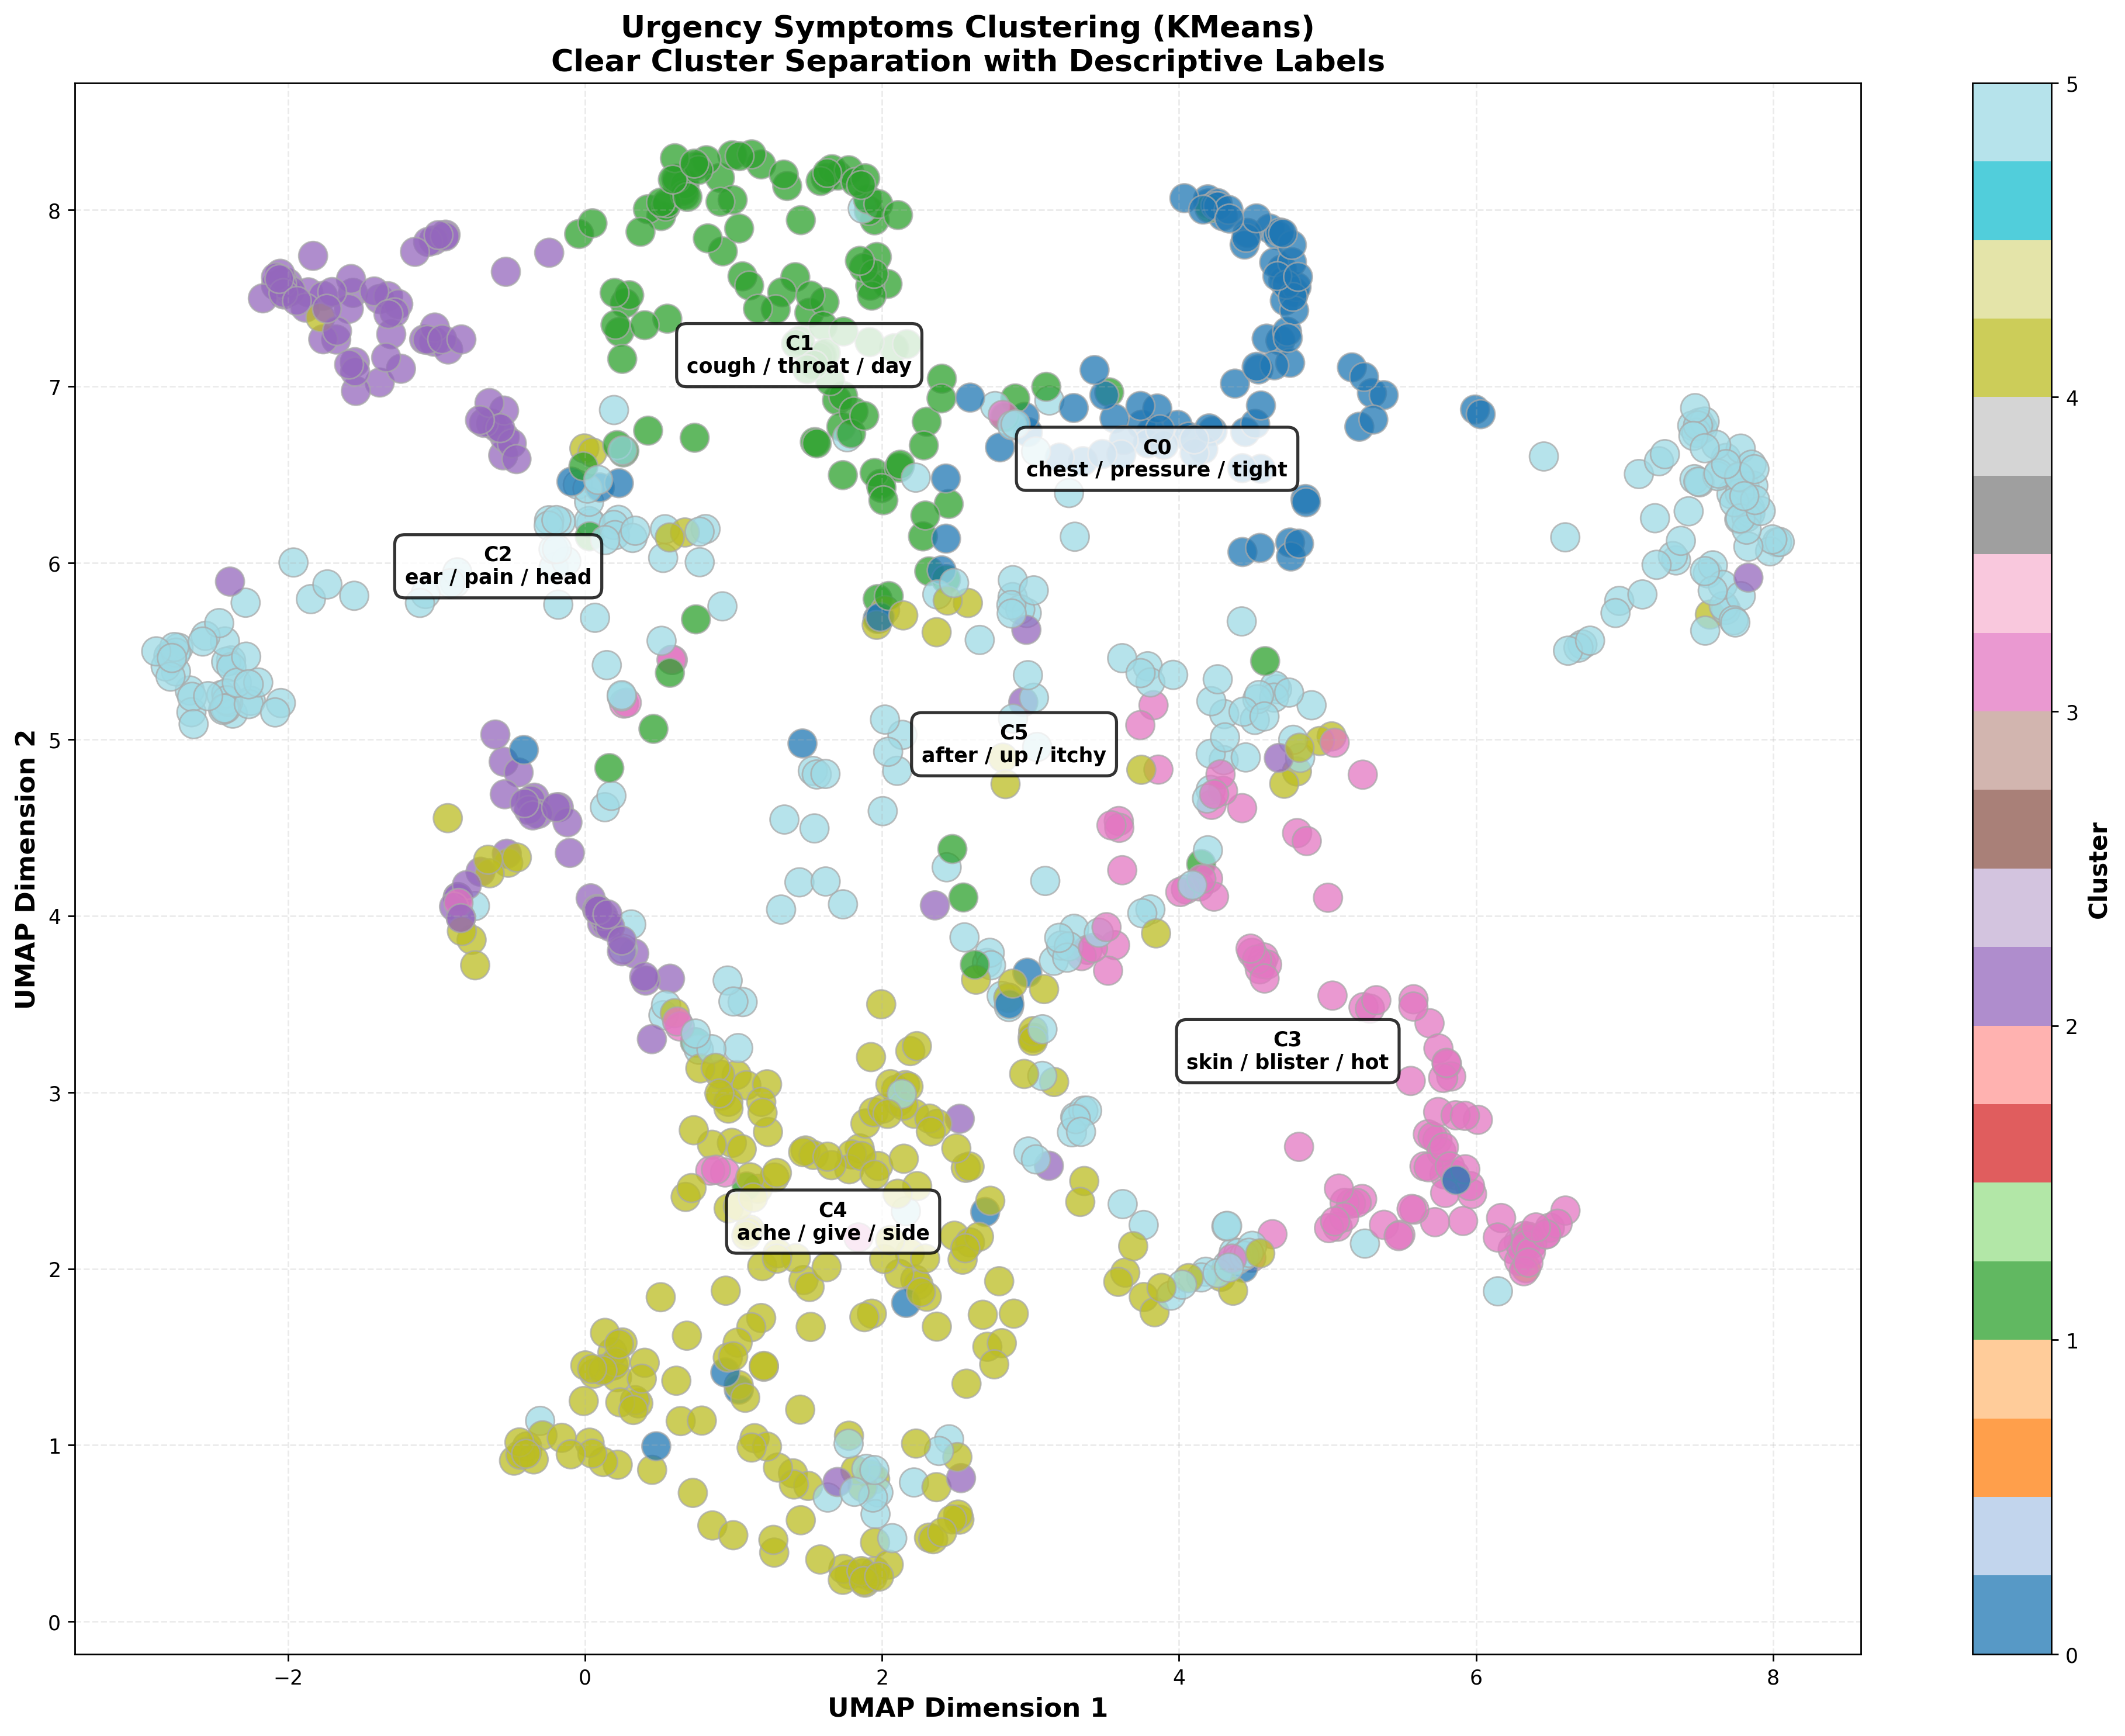 Urgency Symptoms Clustering (KMeans)
Clear Cluster Separation with Descriptive Labels
UMAP Dimension 2
8
7
6
5
4
3
2
1
0
C1
cough / throat / day
C0
chest / pressure / tight
C2
ear / pain / head
C5
after / up / itchy
C3
skin / blister / hot
C4
ache / give / side
−2
0
2
4
6
8
UMAP Dimension 1
5
4
3
2
1
0
Cluster